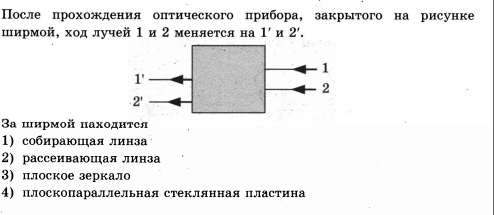 После прохождения оптического прибора, закрытого на рисунке
ширмой, ход лучей 1 и 2 меняется на 1′ и 2′.
1
1′
2
2′
За ширмой находится
1) собирающая линза
2) рассеивающая линза
3) плоское зеркало
4) плоскопараллельная стеклянная пластина